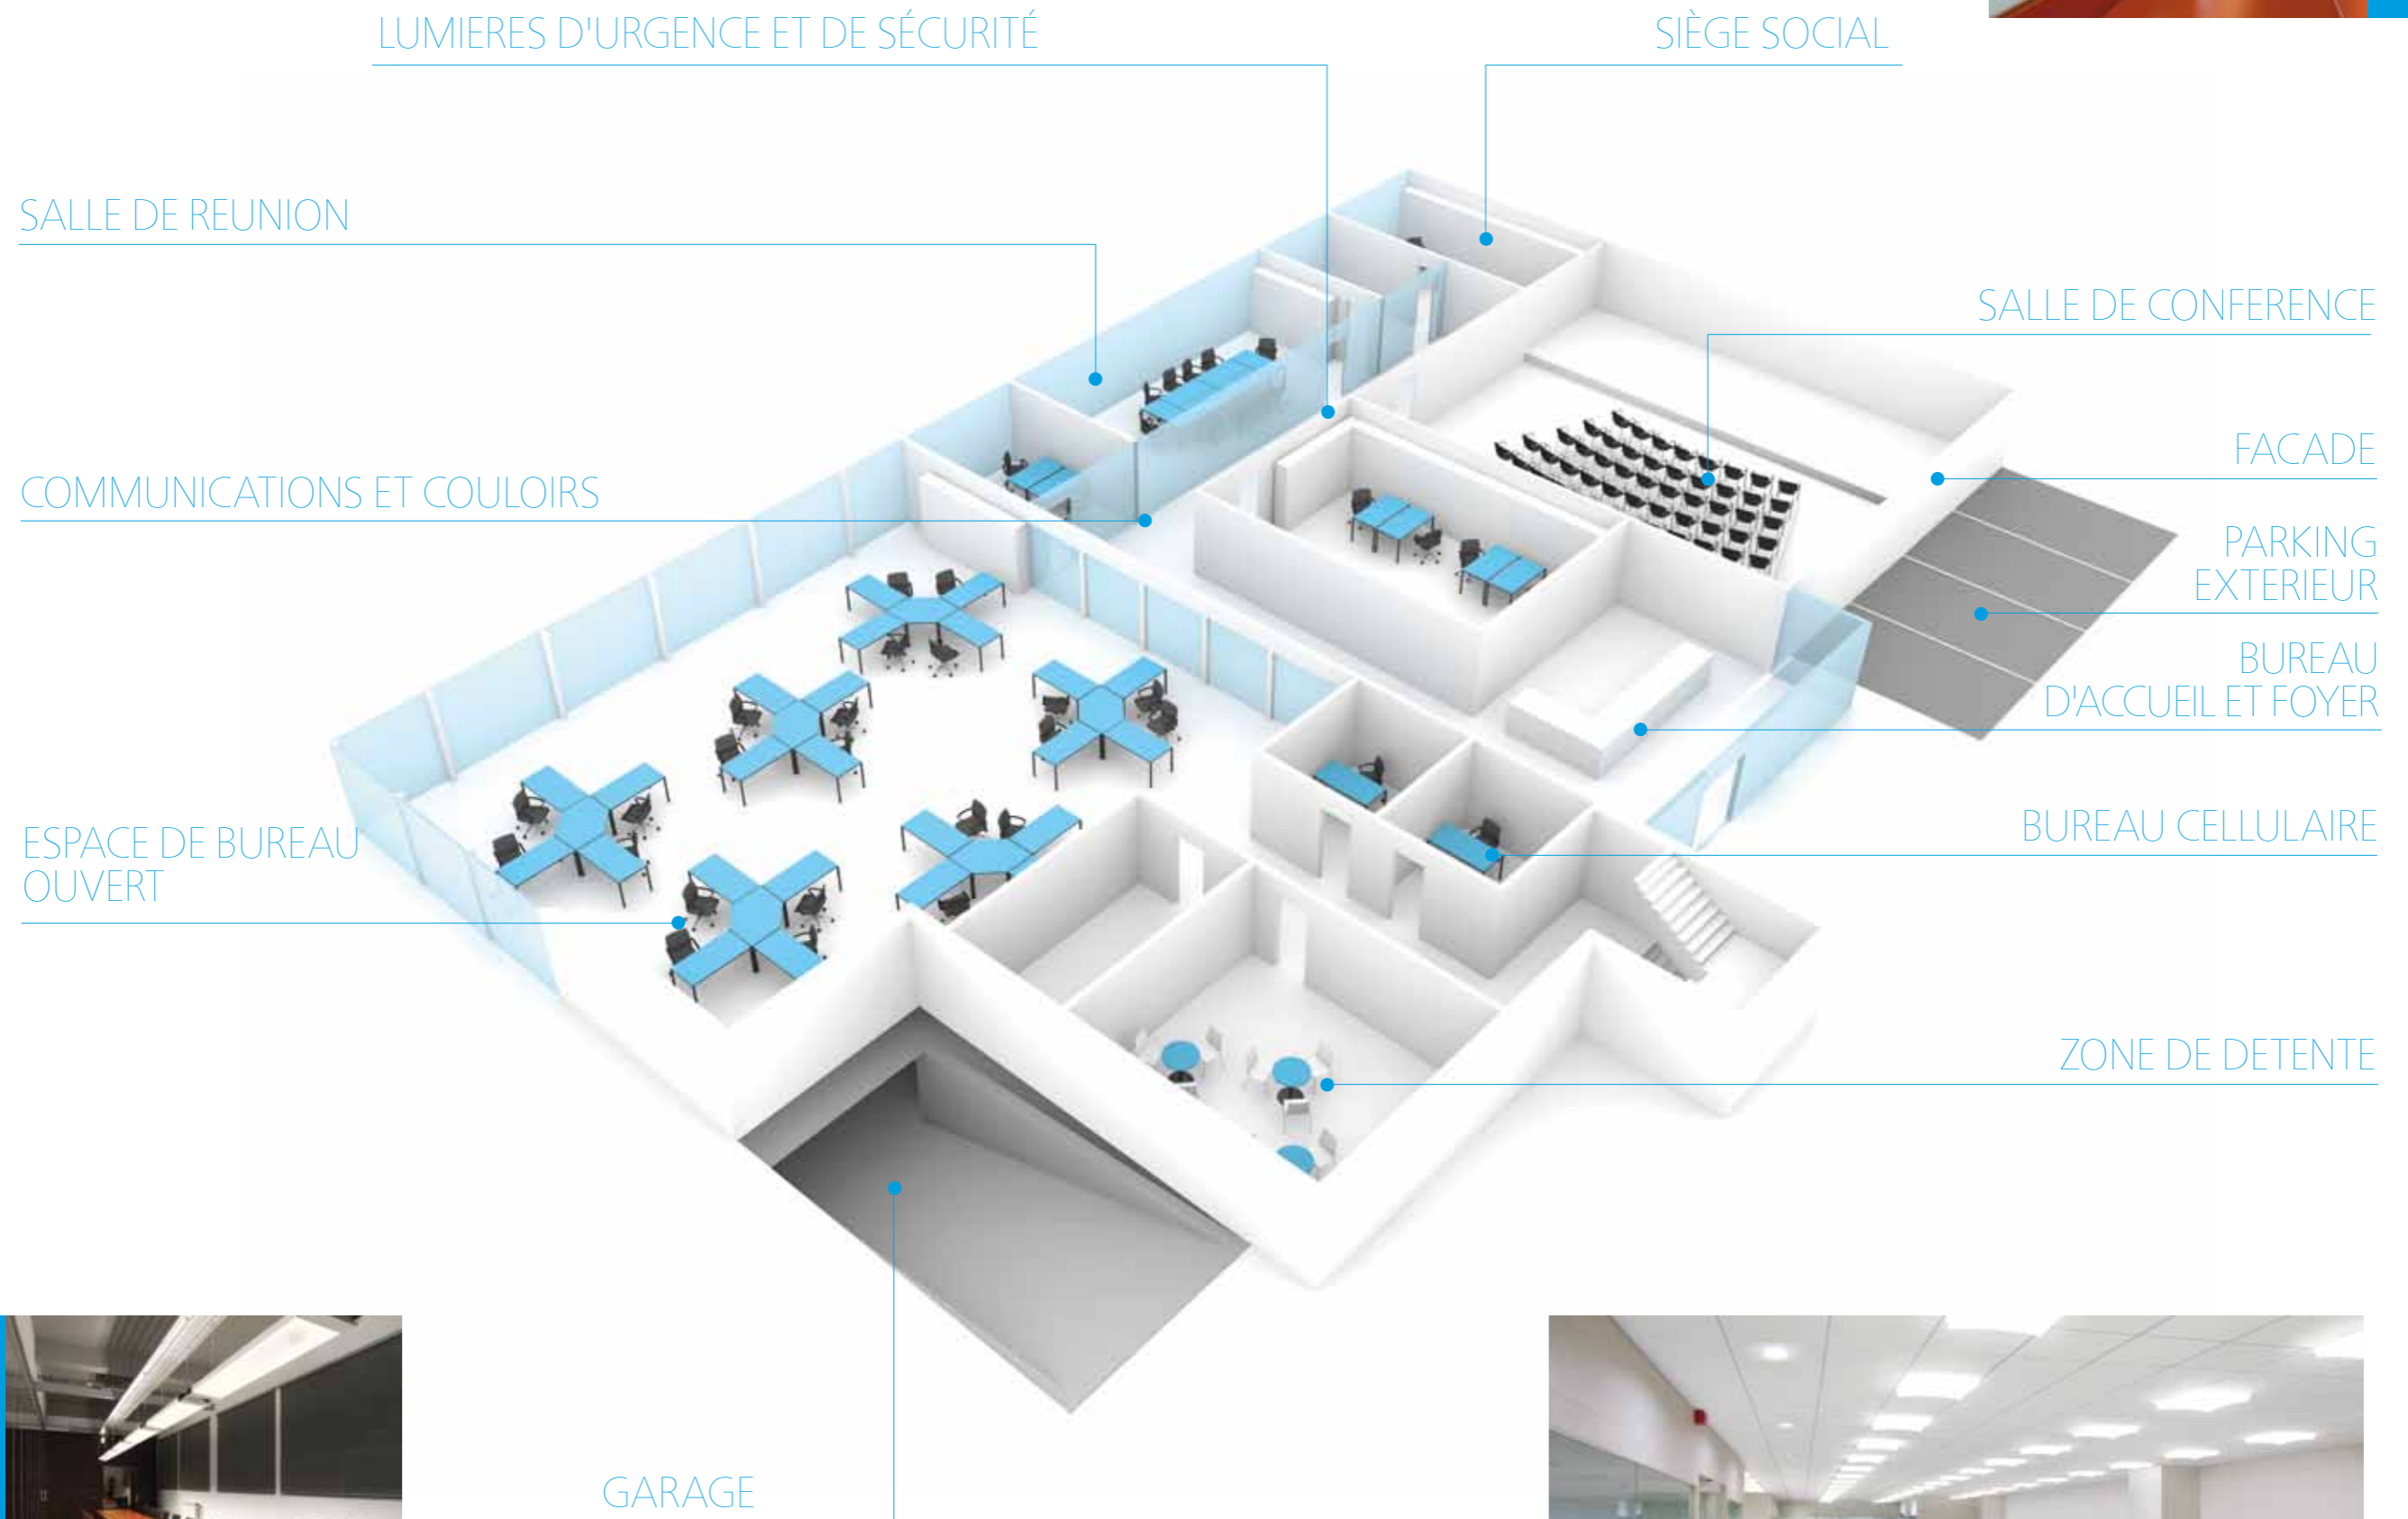 LUMIERES D'URGENCE ET DE SÉCURITÉ
SIÈGE SOCIAL
SALLE DE REUNION
SALLE DE CONFERENCE
FACADE
COMMUNICATIONS ET COULOIRS
PARKING
EXTERIEUR
BUREAU
D'ACCUEIL ET FOYER
BUREAU CELLULAIRE
ESPACE DE BUREAU
OUVERT
ZONE DE DETENTE
GARAGE